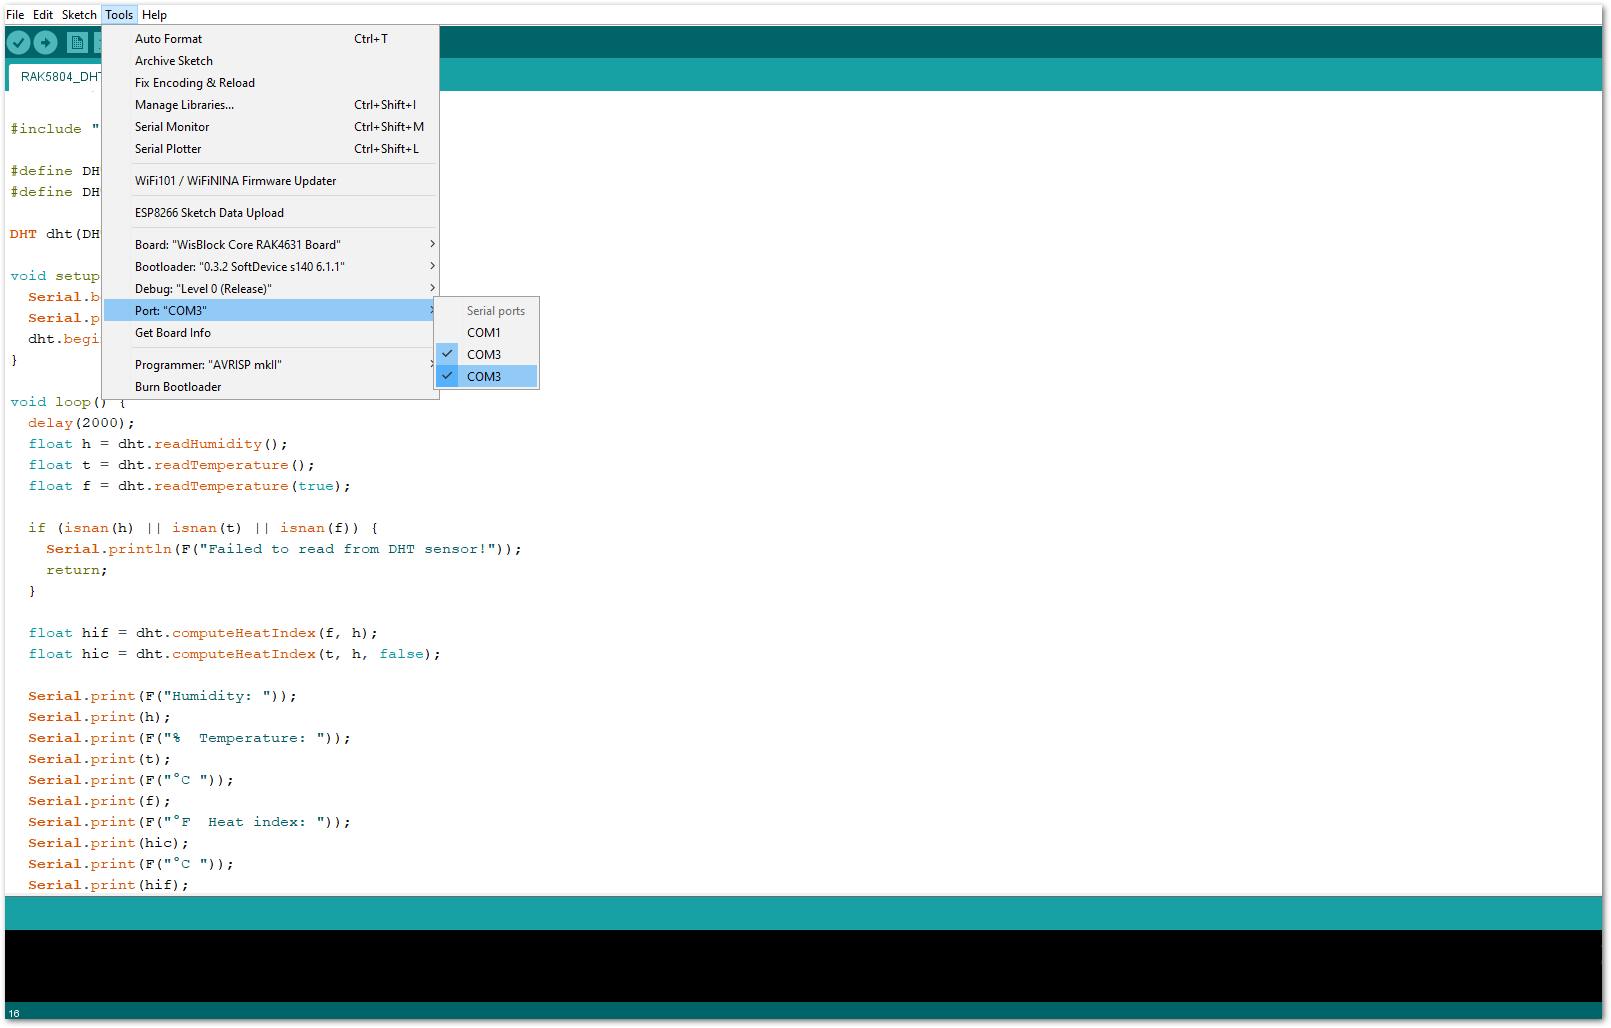 File Edit Sketch Tools Help
Auto Format Ctrl+T
Archive Sketch
Fix Encoding & Reload
Manage Libraries... Ctrl+Shift+I
Serial Monitor Ctrl+Shift+M
Serial Plotter Ctrl+Shift+L
WiFi101 / WiFiNINA Firmware Updater
ESP8266 Sketch Data Upload
Board: "WisBlock Core RAK4631 Board"
Bootloader: "0.3.2 SoftDevice s140 6.1.1"
Debug: "Level 0 (Release)"
Port: "COM3"
Get Board Info
Programmer: "AVRISP mkII"
Burn Bootloader
Serial ports
COM1
COM3
COM3
RAK5804_DHT
#include "
#define DH
#define DH
DHT dht(DH
void setup
Serial.b
Serial.p
dht.begi
}
void loop() {
delay(2000);
float h = dht.readHumidity();
float t = dht.readTemperature();
float f = dht.readTemperature(true);
if (isnan(h) || isnan(t) || isnan(f)) {
Serial.println(F("Failed to read from DHT sensor!"));
return;
}
float hif = dht.computeHeatIndex(f, h);
float hic = dht.computeHeatIndex(t, h, false);
Serial.print(F("Humidity: "));
Serial.print(h);
Serial.print(F("%  Temperature: "));
Serial.print(t);
Serial.print(F("°C "));
Serial.print(f);
Serial.print(F("°F  Heat index: "));
Serial.print(hic);
Serial.print(F("°C "));
Serial.print(hif);
16